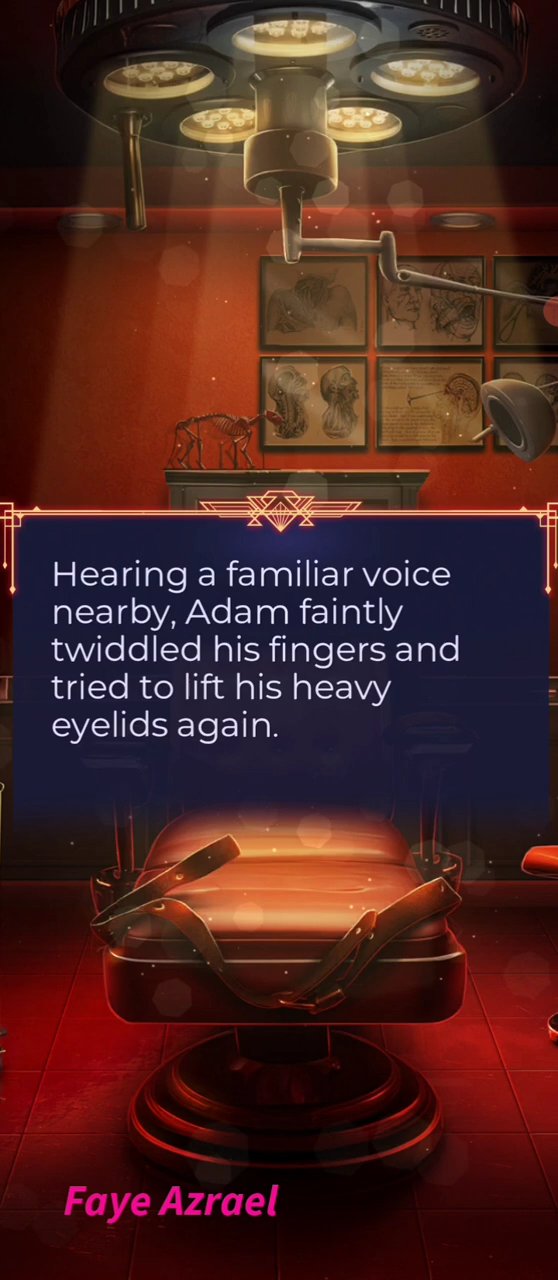 Hearing a familiar voice
nearby, Adam faintly
twiddled his fingers and
tried to lift his heavy
eyelids again.
Faye Azrael